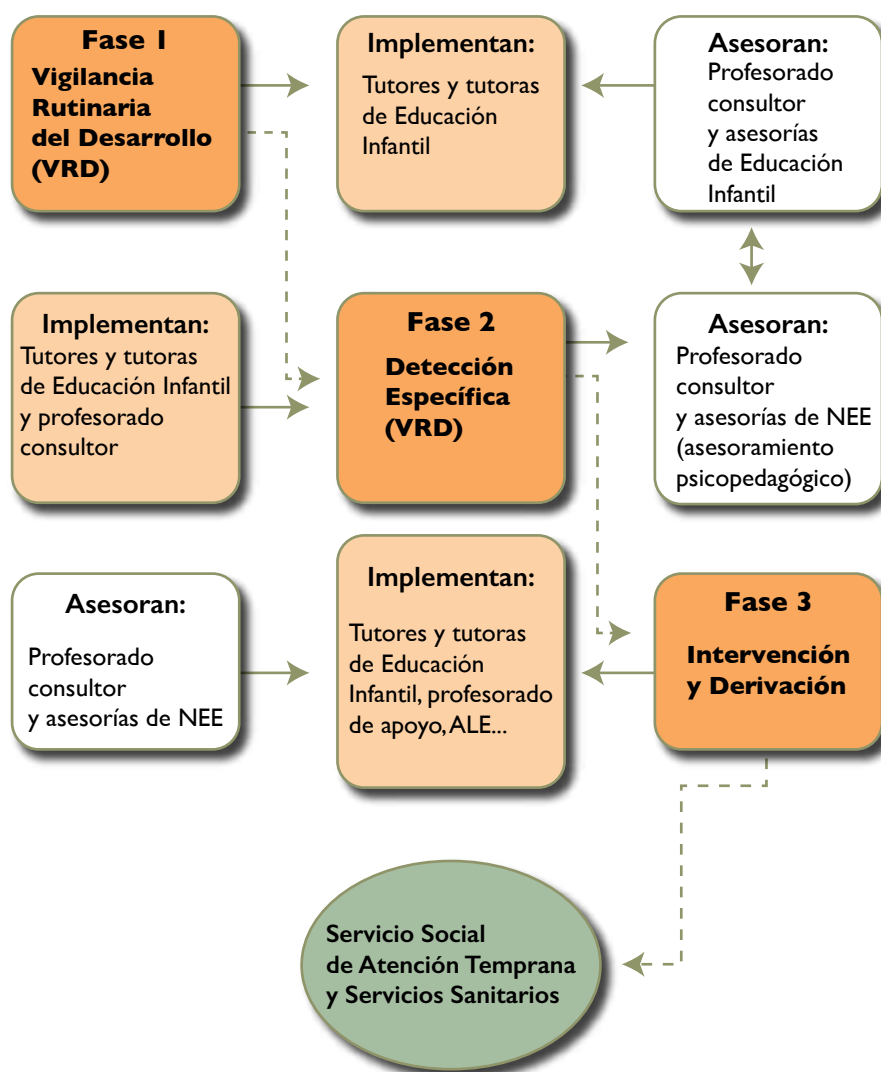 Fase 1
Vigilancia
Rutinaria
del Desarrollo
(VRD)
Implementan:
Tutores y tutoras
de Educación
Infantil
Asesoran:
Profesorado
consultor
y asesorías
de Educación
Infantil
Implementan:
Tutores y tutoras
de Educación Infantil
y profesorado
consultor
Fase 2
Detección
Específica
(VRD)
Asesoran:
Profesorado
consultor
y asesorías de NEE
(asesoramiento
psicopedagógico)
Asesoran:
Profesorado
consultor
y asesorías de NEE
Implementan:
Tutores y tutoras
de Educación
Infantil, profesorado
de apoyo, ALE...
Fase 3
Intervención
y Derivación
Servicio Social
de Atención Temprana
y Servicios Sanitarios